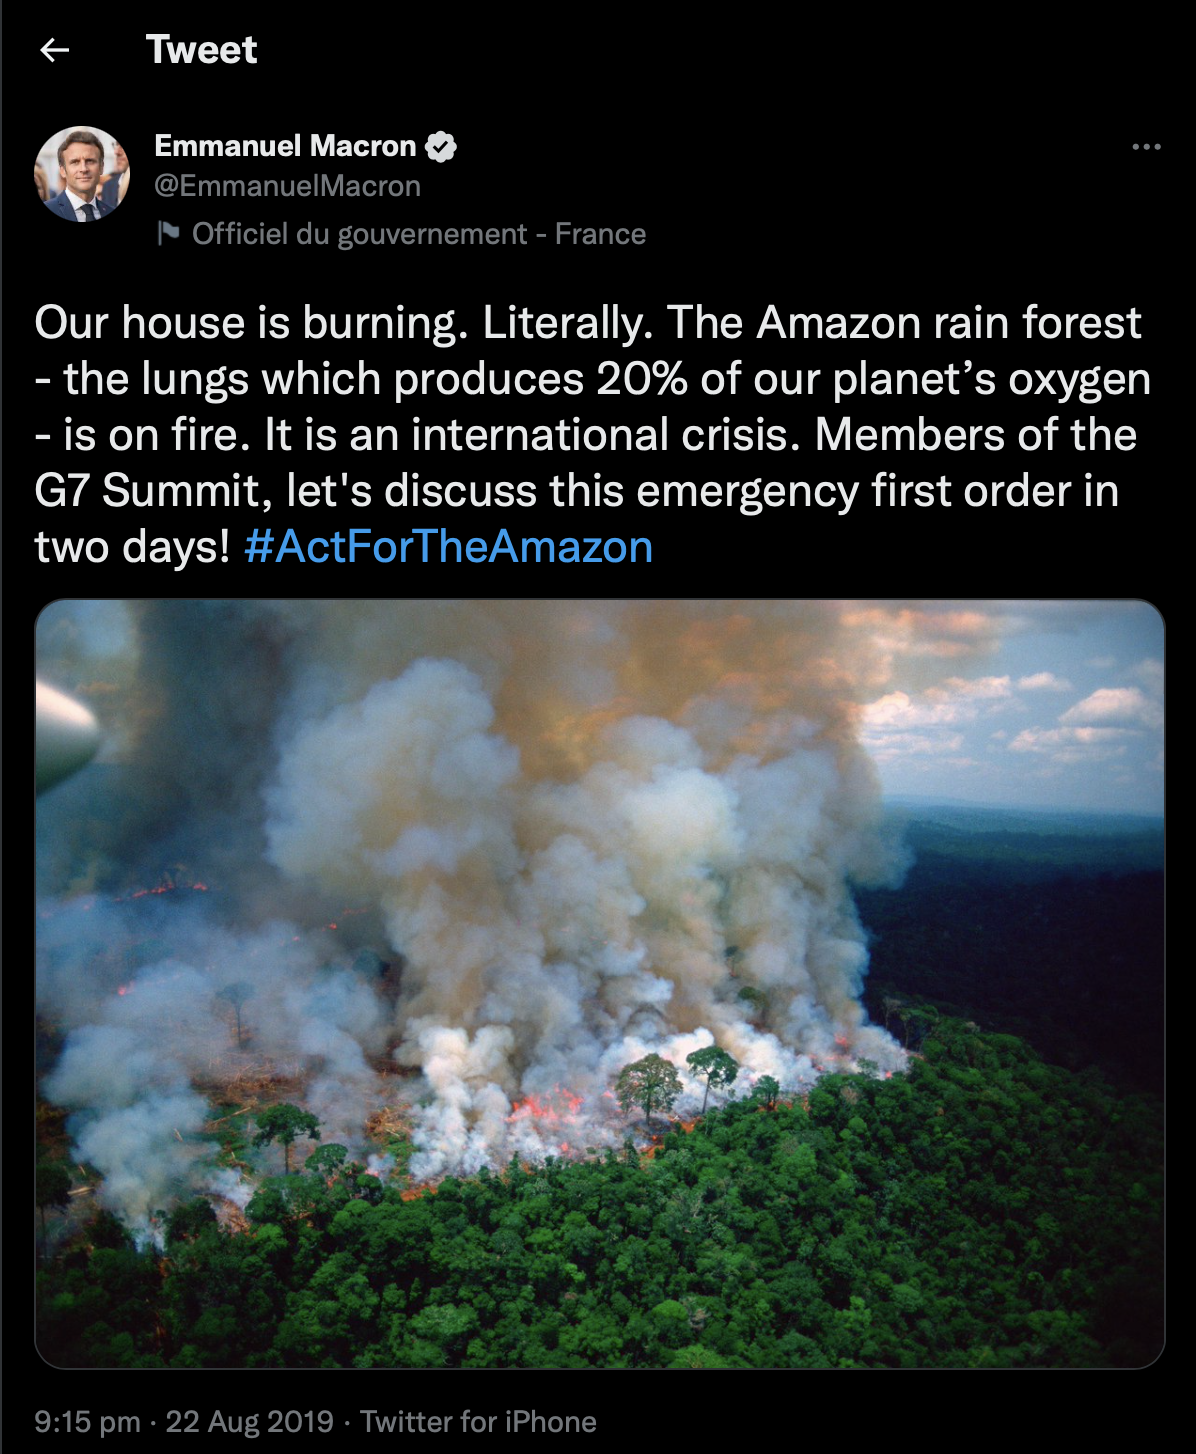 Tweet
Emmanuel Macron
@EmmanuelMacron
Officiel du gouvernement - France
Our house is burning. Literally. The Amazon rain forest
- the lungs which produces 20% of our planet’s oxygen
- is on fire. It is an international crisis. Members of the
G7 Summit, let's discuss this emergency first order in
two days! #ActForTheAmazon
9:15 pm · 22 Aug 2019 · Twitter for iPhone